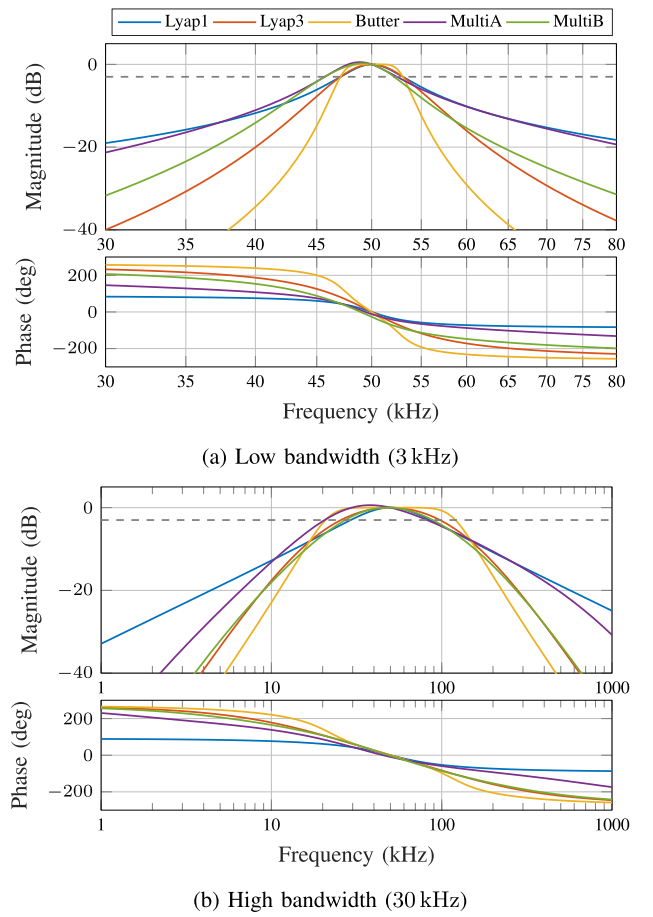 Lyap1 Lyap3 Butter MultiA MultiB
0
−20
−40
Magnitude (dB)
30 35 40 45 50 55 60 65 70 75 80
200
0
−200
Phase (deg)
30 35 40 45 50 55 60 65 70 75 80
Frequency (kHz)
(a) Low bandwidth (3 kHz)
0
−20
−40
Magnitude (dB)
1 10 100 1000
200
0
−200
Phase (deg)
1 10 100 1000
Frequency (kHz)
(b) High bandwidth (30 kHz)